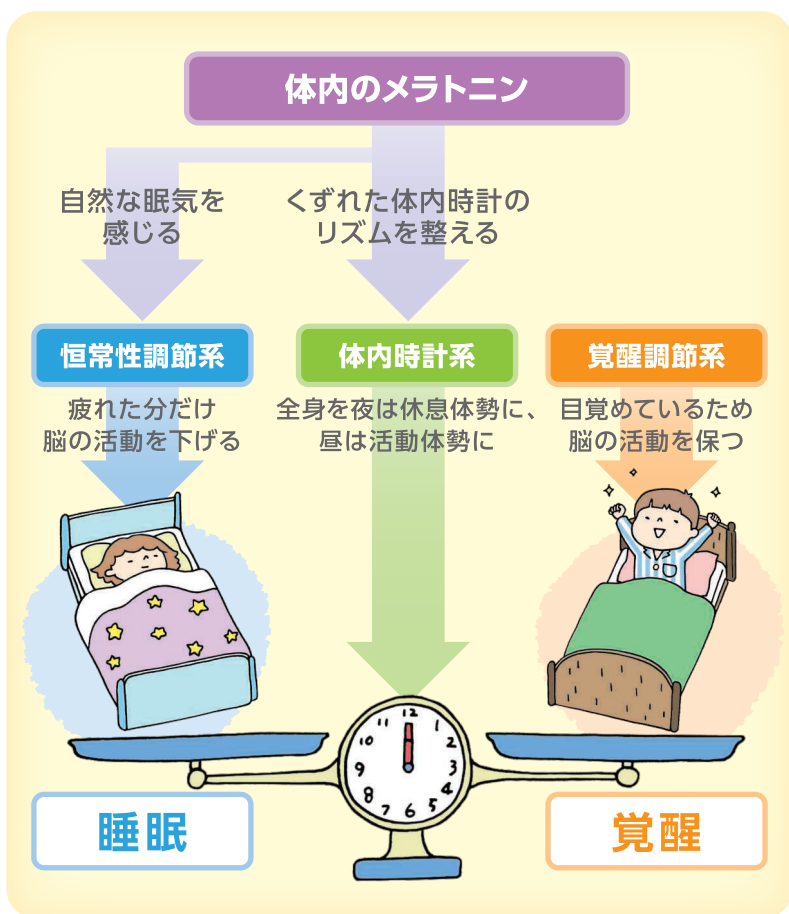 体内のメラトニン
自然な眠気を
感じる
くずれた体内時計の
リズムを整える
恒常性調節系
体内時計系
覚醒調節系
疲れた分だけ
脳の活動を下げる
全身を夜は休息体勢に、
昼は活動体勢に
目覚めているため
脳の活動を保つ
12
1
2
3
4
5
6
7
8
9
10
11
睡眠
覚醒